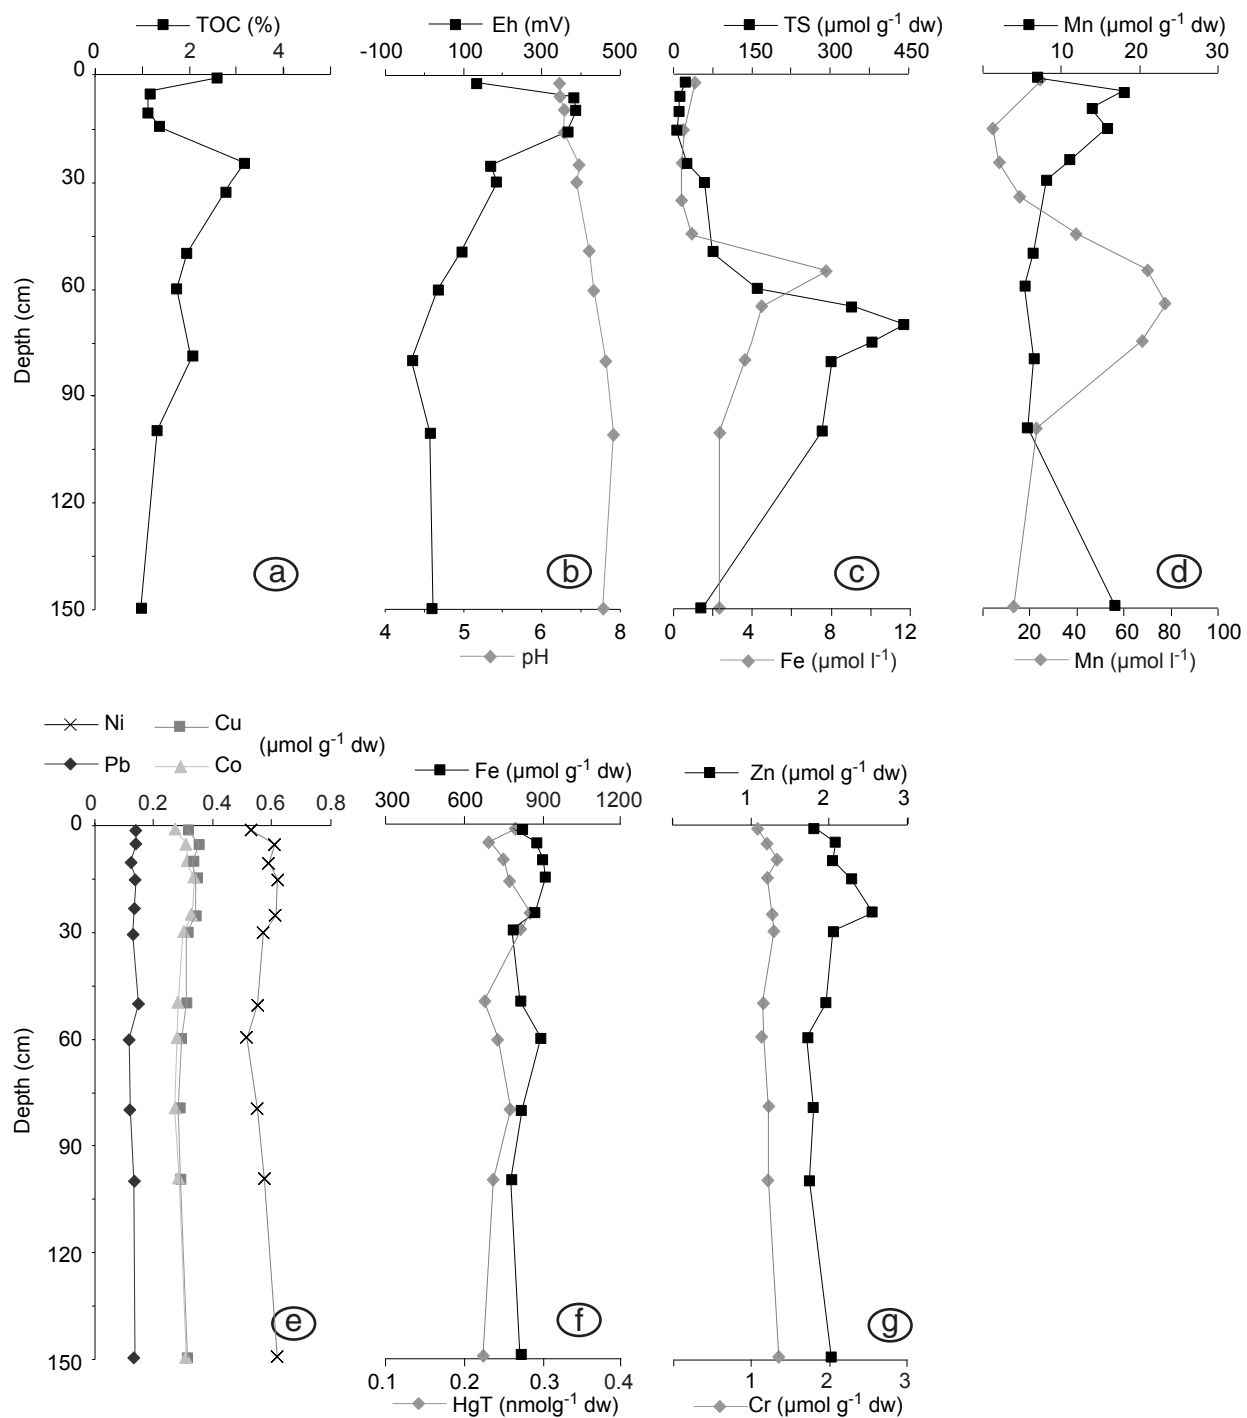 TOC (%)
Eh (mV)
TS (µmol g-1 dw)
Mn (µmol g-1 dw)
0 2 4
-100 100 300 500
0 150 300 450
10 20 30
0
30
60
90
120
150
Depth (cm)
a
b
c
d
4 5 6 8
0 2 4 6 8 10 12
20 40 60 80 100
pH
Fe (µmol l-1)
Mn (µmol l-1)
Ni
Cu
(µmol g-1 dw)
Pb
Co
Fe (µmol g-1 dw)
Zn (µmol g-1 dw)
0 0.2 0.4 0.6 0.8
300 600 900 1200
1 2 3
0
30
60
90
120
150
Depth (cm)
e
f
g
0.1 0.2 0.3 0.4
1 2 3
HgT (nmolg-1 dw)
Cr (µmol g-1 dw)